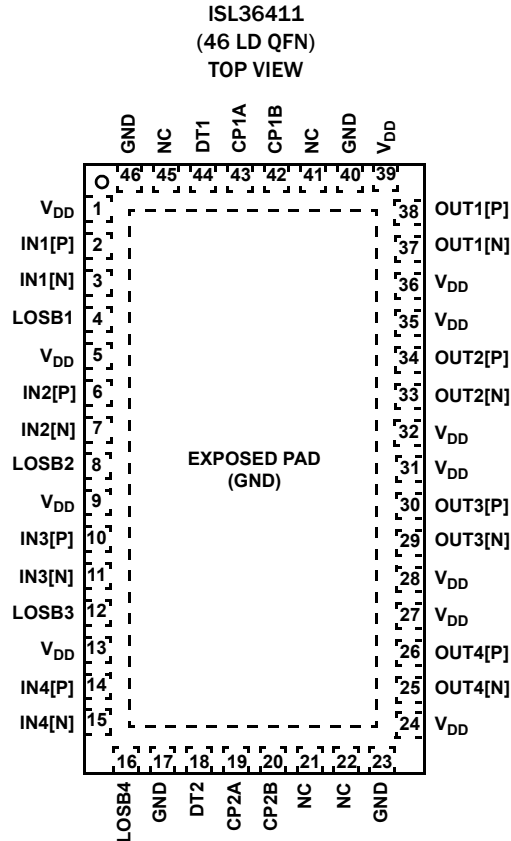 ISL36411
(46 LD QFN)
TOP VIEW
GND NC DT1 CP1A CP1B NC GND VDD
46 45 44 43 42 41 40 39
VDD 1 38 OUT1[P]
IN1[P] 2 37 OUT1[N]
IN1[N] 3 36 VDD
LOSB1 4 35 VDD
VDD 5 34 OUT2[P]
IN2[P] 6 33 OUT2[N]
IN2[N] 7 32 VDD
LOSB2 8 31 VDD
EXPOSED PAD
(GND)
VDD 9 30 OUT3[P]
IN3[P] 10 29 OUT3[N]
IN3[N] 11 28 VDD
LOSB3 12 27 VDD
VDD 13 26 OUT4[P]
IN4[P] 14 25 OUT4[N]
IN4[N] 15 24 VDD
16 17 18 19 20 21 22 23
LOSB4 GND DT2 CP2A CP2B NC NC GND